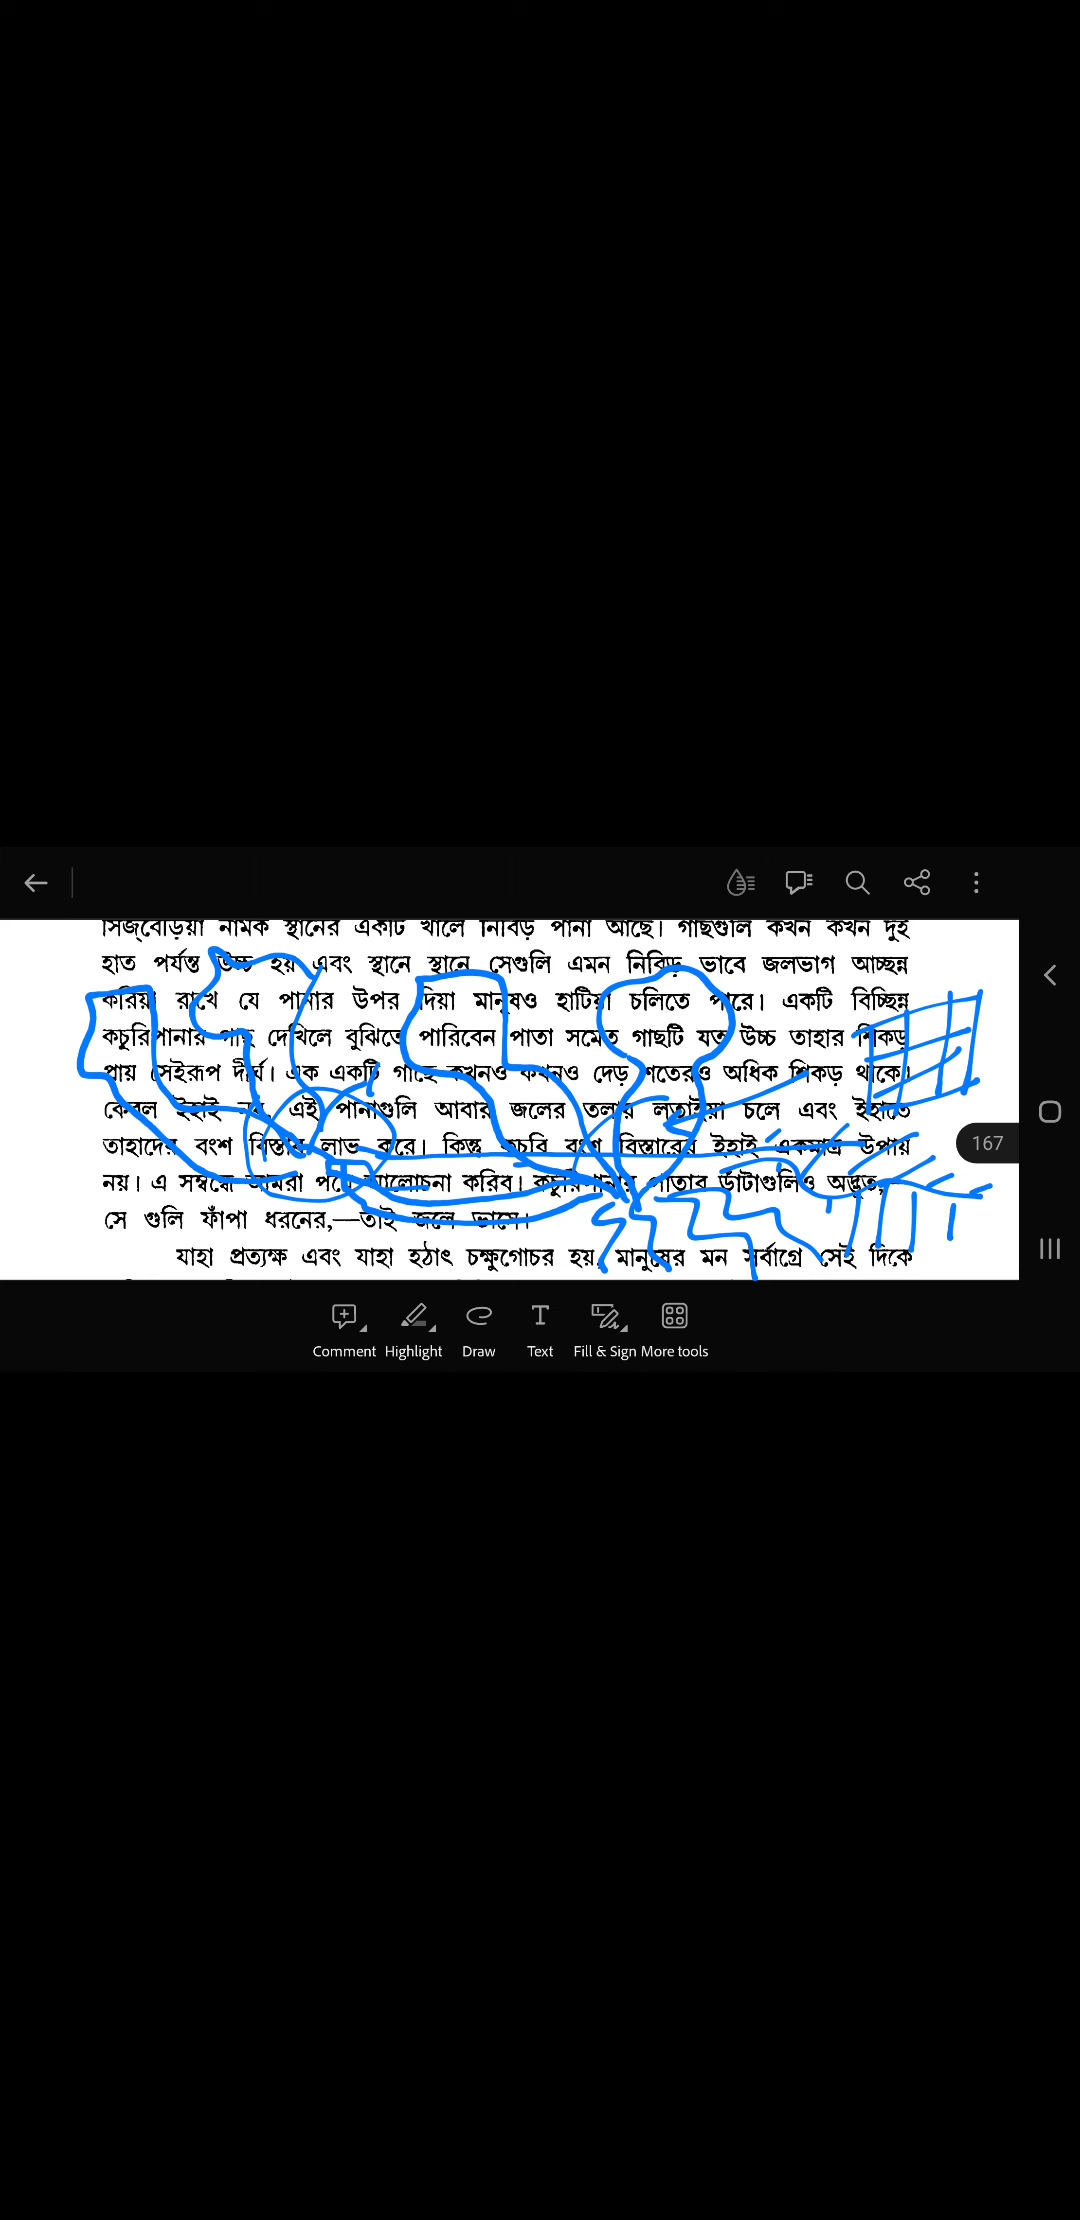 সিজ্‌বেড়িয়া নামক স্থানের একটি খালে নিবিড় পানা আছে। গাছগুলি কখন কখন দুই
হাত পর্যন্ত উচ্চ হয় এবং স্থানে স্থানে সেগুলি এমন নিবিড় ভাবে জলভাগ আচ্ছন্ন
করিয়া রাখে যে পানার উপর দিয়া মানুষও হাটিয়া চলিতে পারে। একটি বিচ্ছিন্ন
কচুরিপানার গাছ দেখিলে বুঝিতে পারিবেন পাতা সমেত গাছটি যত উচ্চ তাহার শিকড়
প্রায় সেইরূপ দীর্ঘ। এক একটি গাছে কখনও কখনও দেড় শতেরও অধিক শিকড় থাকে।
কেবল ইহাই নয়, এই পানাগুলি আবার জলের তলায় লতাইয়া চলে এবং ইহাতে
167
তাহাদের বংশ বিস্তার লাভ করে। কিন্তু কচুরি বংশ বিস্তারের ইহাই একমাত্র উপায়
নয়। এ সম্বন্ধে আমরা পরে আলোচনা করিব। কচুরিপানার পাতার ডাঁটাগুলিও অদ্ভুত,—
সে গুলি ফাঁপা ধরনের,—তাই জলে ভাসে।
যাহা প্রত্যক্ষ এবং যাহা হঠাৎ চক্ষুগোচর হয়, মানুষের মন সর্বাগ্রে সেই দিকে
Comment Highlight Draw Text Fill & Sign More tools